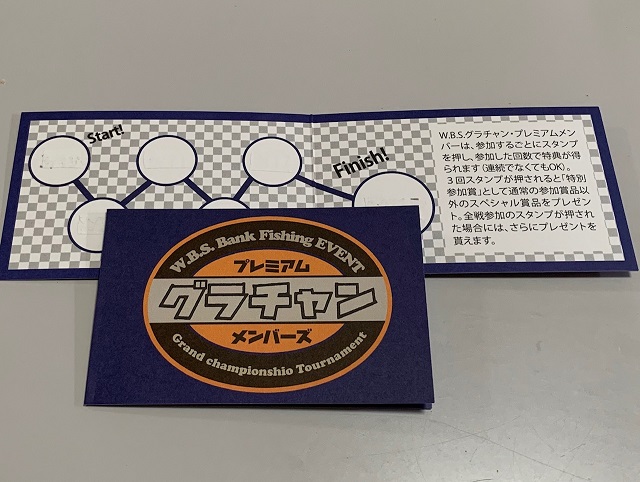 Start!
Finish!
W.B.S.グラチャン・プレミアムメン
バーは、参加するごとにスタンプ
を押し、参加した回数で特典が得
られます(連続でなくてもOK)。
３回スタンプが押されると「特別
参加賞」として通常の参加賞品以
外のスペシャル賞品をプレゼン
ト。全戦参加のスタンプが押され
た場合には、さらにプレゼントを
貰えます。
W.B.S. Bank Fishing EVENT
プレミアム
グラチャン
メンバーズ
Grand championshio Tournament